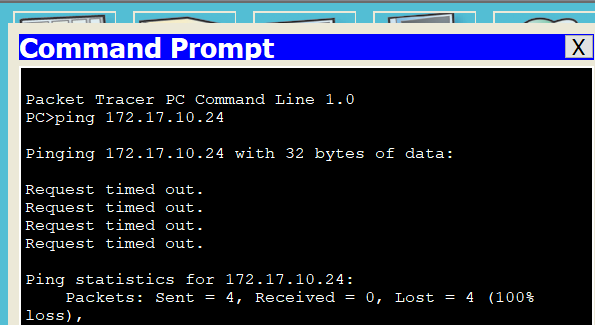 Command Prompt
X
Packet Tracer PC Command Line 1.0
PC>ping 172.17.10.24
Pinging 172.17.10.24 with 32 bytes of data:
Request timed out.
Request timed out.
Request timed out.
Request timed out.
Ping statistics for 172.17.10.24:
Packets: Sent = 4, Received = 0, Lost = 4 (100%
loss),